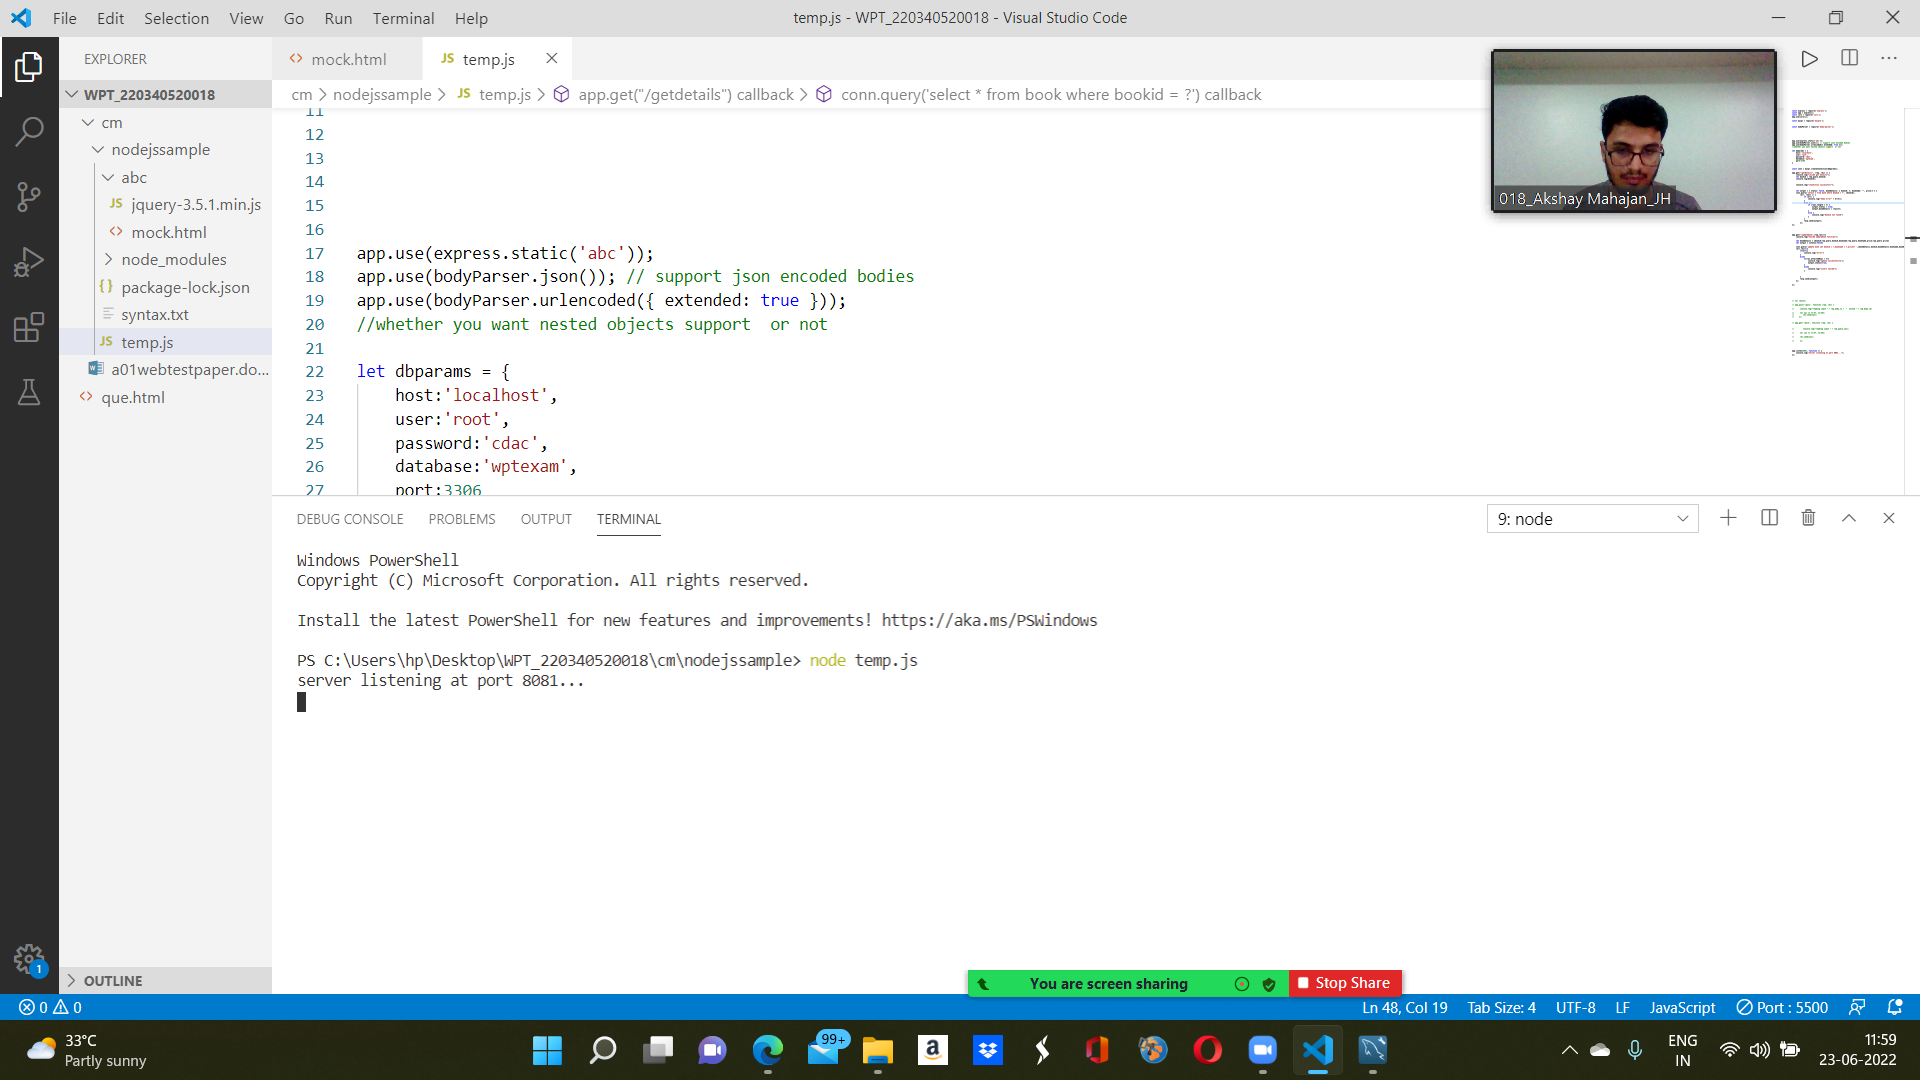 File Edit Selection View Go Run Terminal Help
temp.js - WPT_220340520018 - Visual Studio Code
EXPLORER
WPT_220340520018
cm
nodejssample
abc
JS jquery-3.5.1.min.js
<> mock.html
node_modules
{} package-lock.json
syntax.txt
JS temp.js
a01webtestpaper.do...
<> que.html
OUTLINE
<> mock.html
JS temp.js
cm > nodejssample > JS temp.js > app.get("/getdetails") callback > conn.query('select * from book where bookid = ?') callback
11
12
13
14
15
16
17 app.use(express.static('abc'));
18 app.use(bodyParser.json()); // support json encoded bodies
19 app.use(bodyParser.urlencoded({ extended: true }));
20 //whether you want nested objects support  or not
21
22 let dbparams = {
23 host:'localhost',
24 user:'root',
25 password:'cdac',
26 database:'wptexam',
27 port:3306
018_Akshay Mahajan_JH
DEBUG CONSOLE PROBLEMS OUTPUT TERMINAL
9: node
Windows PowerShell
Copyright (C) Microsoft Corporation. All rights reserved.
Install the latest PowerShell for new features and improvements! https://aka.ms/PSWindows
PS C:\Users\hp\Desktop\WPT_220340520018\cm\nodejssample> node temp.js
server listening at port 8081...
You are screen sharing
Stop Share
1
0 0
Ln 48, Col 19 Tab Size: 4 UTF-8 LF JavaScript Port : 5500
33°C
Partly sunny
99+
a
ENG
IN
11:59
23-06-2022